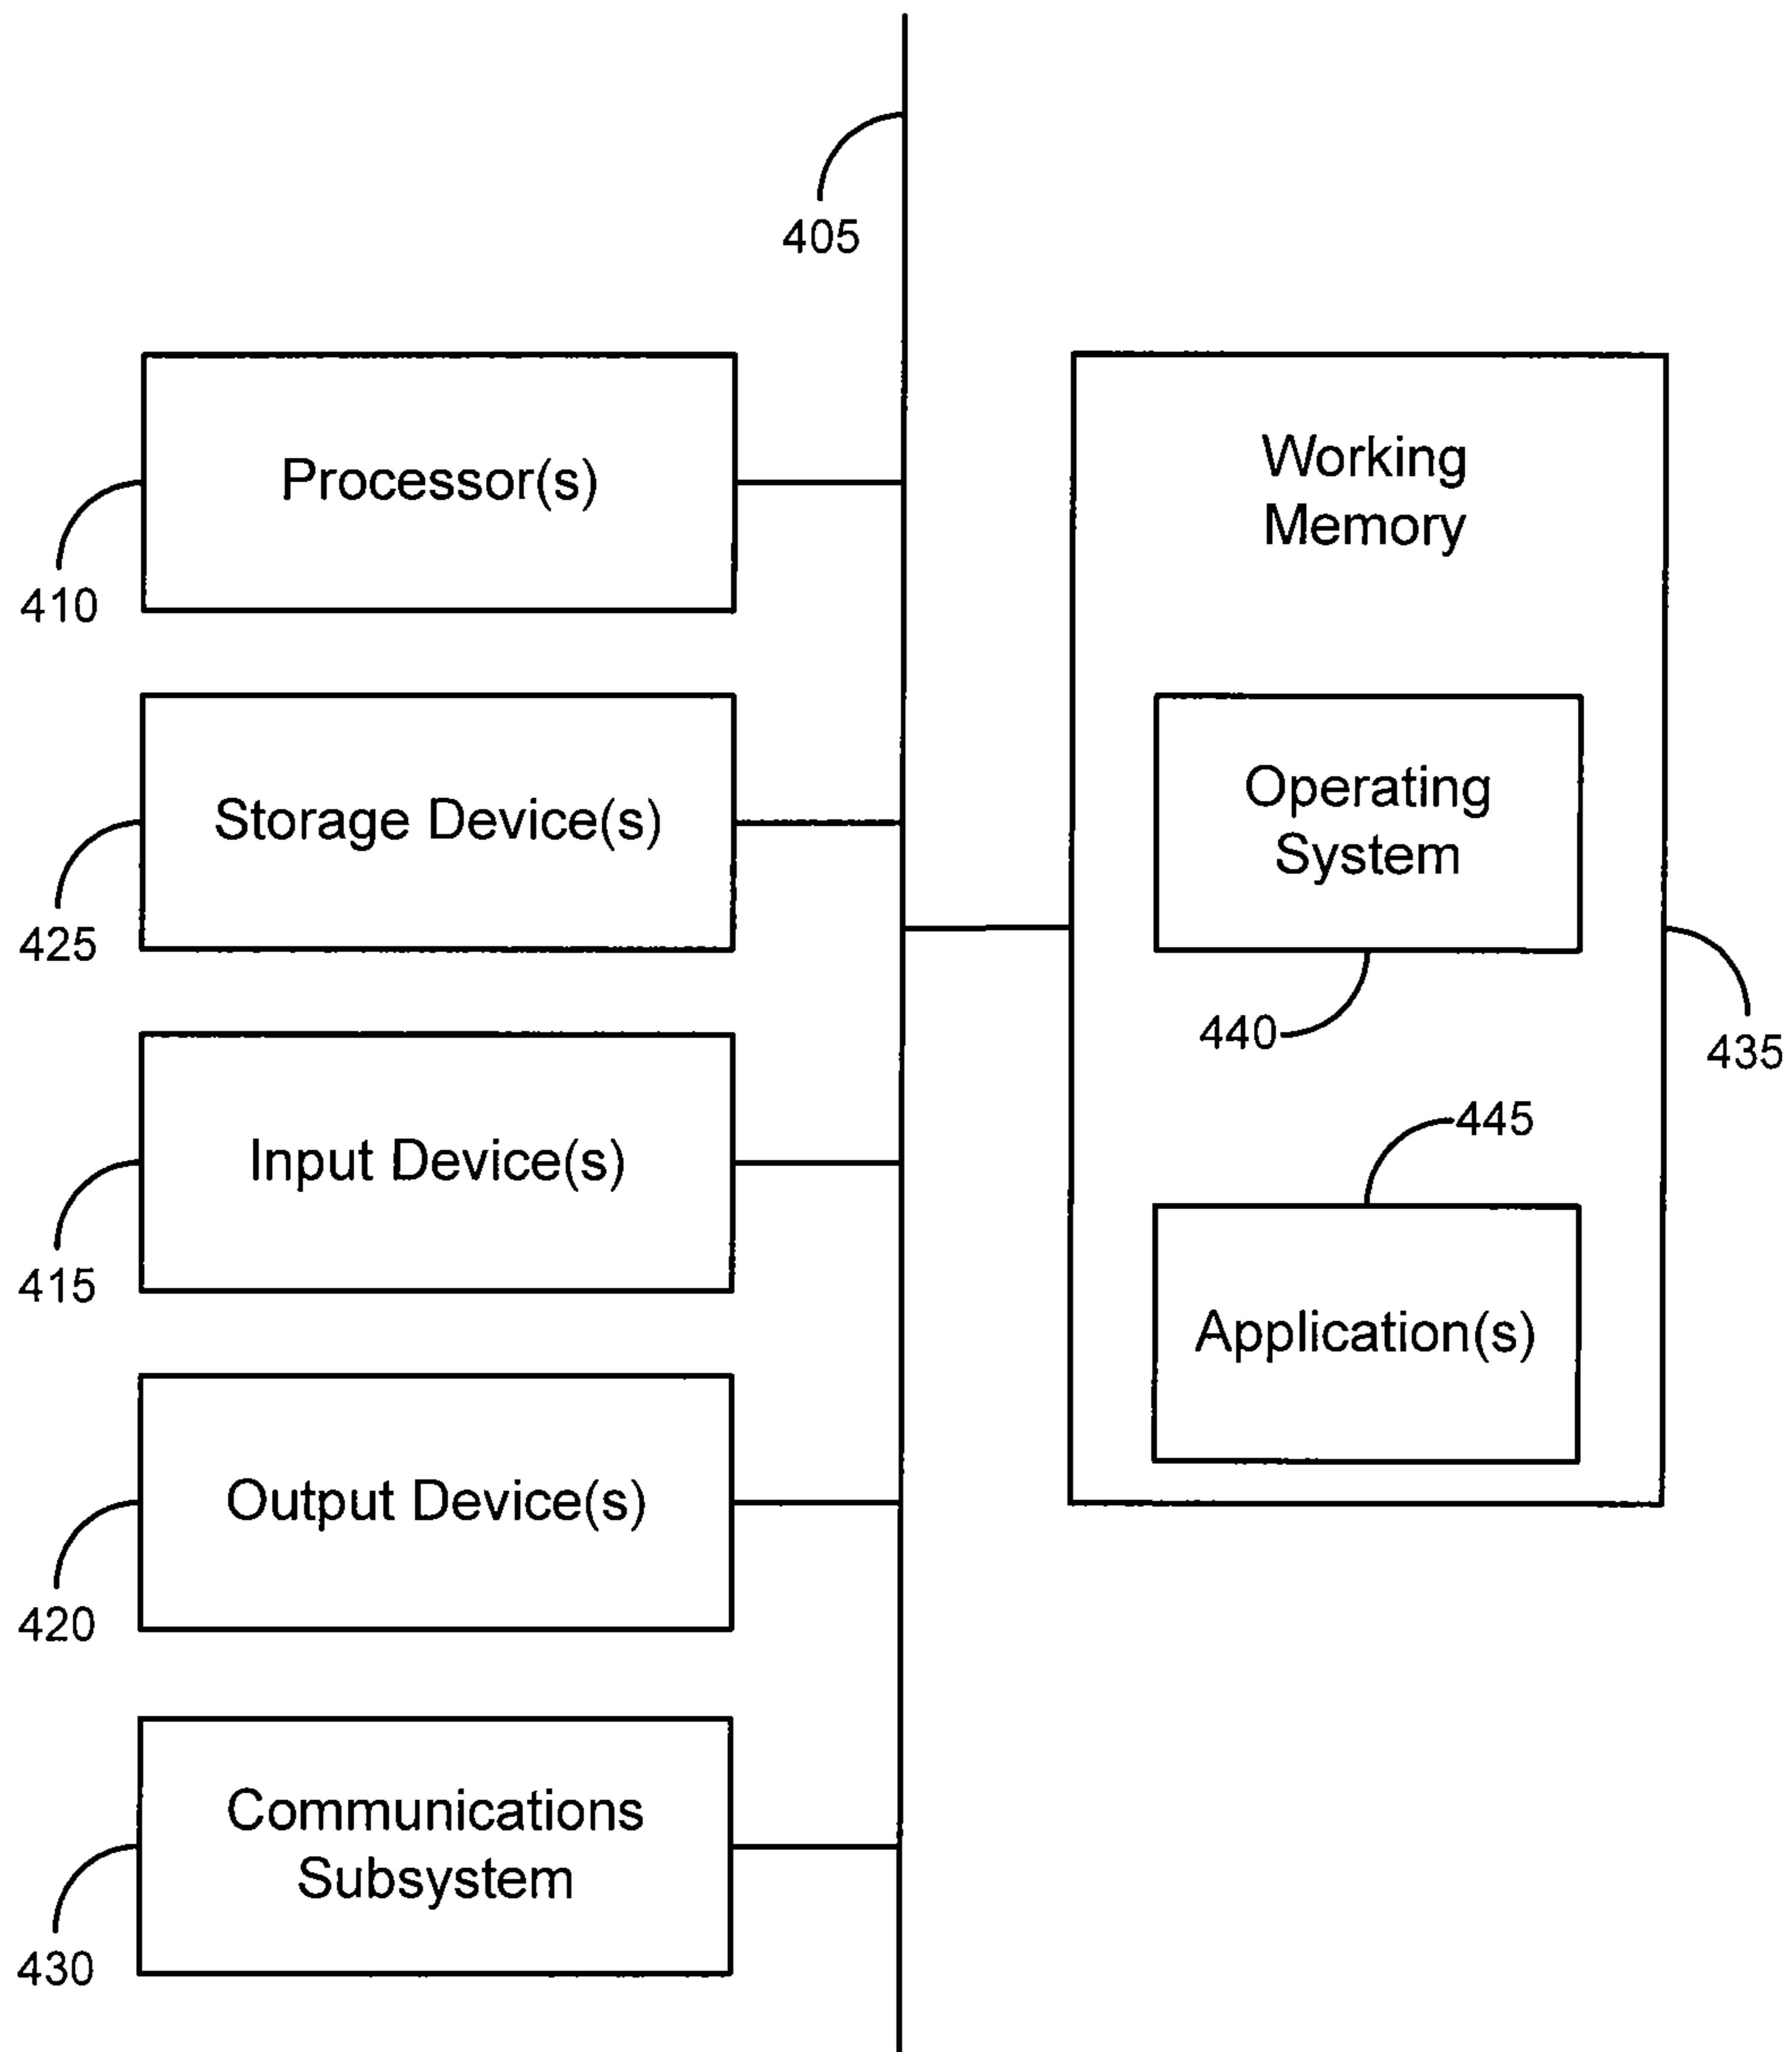 405
Processor(s)
410
Storage Device(s)
425
Input Device(s)
415
Output Device(s)
420
Communications
Subsystem
430
Working
Memory
Operating
System
440
435
445
Application(s)